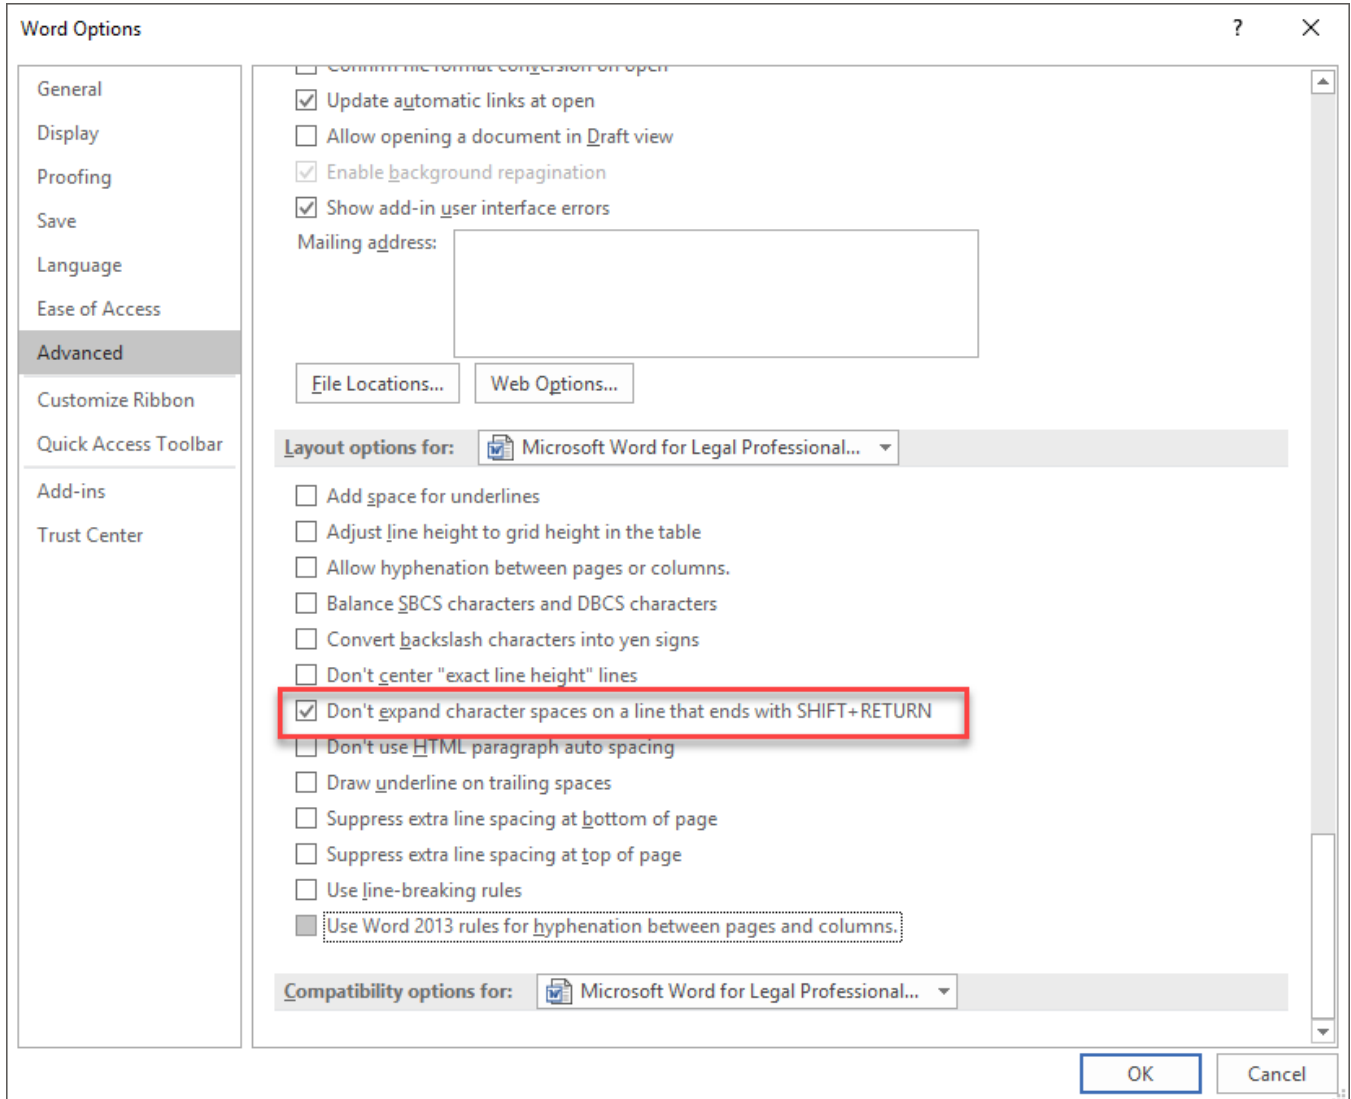 Word Options
?
General
Display
Proofing
Save
Language
Ease of Access
Advanced
Customize Ribbon
Quick Access Toolbar
Add-ins
Trust Center
Confirm file format conversion on open
Update automatic links at open
Allow opening a document in Draft view
Enable background repagination
Show add-in user interface errors
Mailing address:
File Locations... Web Options...
Layout options for: Microsoft Word for Legal Professional...
Add space for underlines
Adjust line height to grid height in the table
Allow hyphenation between pages or columns.
Balance SBCS characters and DBCS characters
Convert backslash characters into yen signs
Don't center "exact line height" lines
Don't expand character spaces on a line that ends with SHIFT+RETURN
Don't use HTML paragraph auto spacing
Draw underline on trailing spaces
Suppress extra line spacing at bottom of page
Suppress extra line spacing at top of page
Use line-breaking rules
Use Word 2013 rules for hyphenation between pages and columns.
Compatibility options for: Microsoft Word for Legal Professional...
OK Cancel